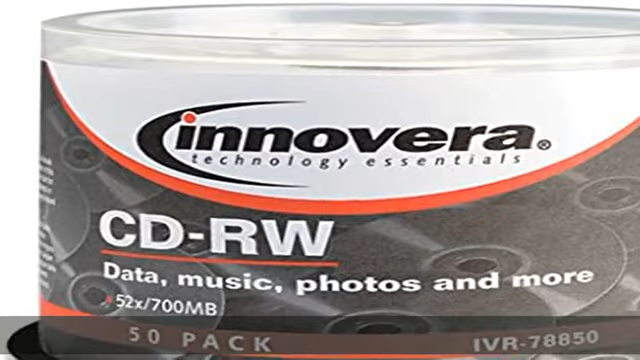 innovera®
technology essentials
CD-RW
Data, music, photos and more
52x/700MB
50 PACK
IVR-78850